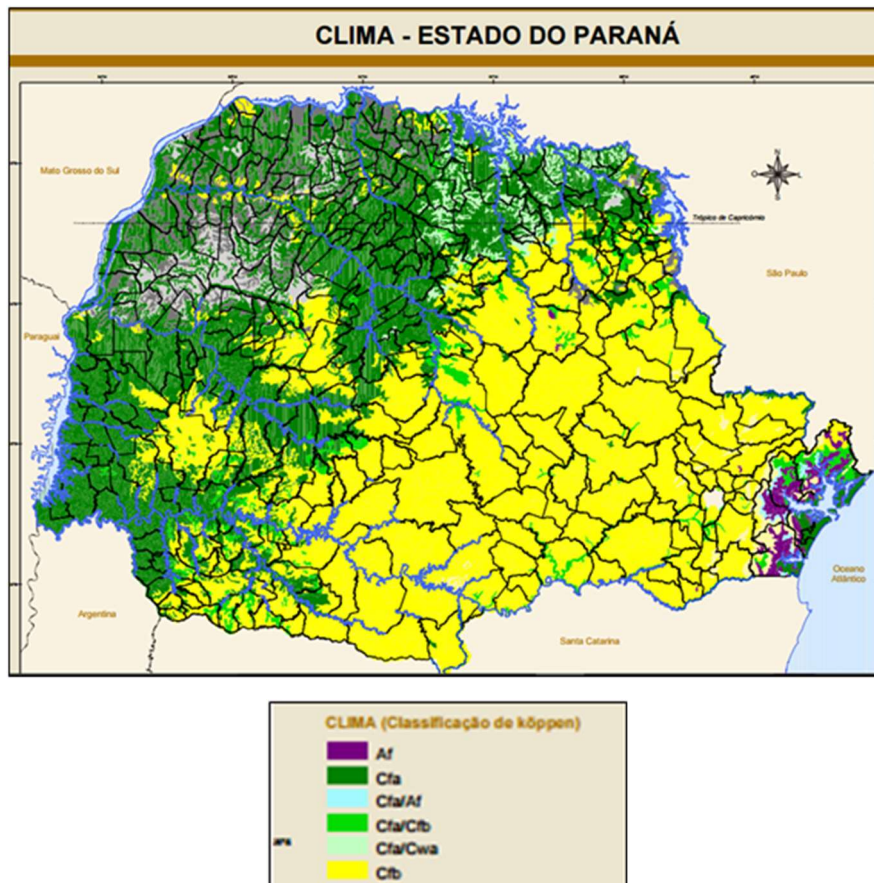 CLIMA - ESTADO DO PARANÁ
Mato Grosso do Sul
N
S
Trópico de Capricórnio
São Paulo
Paraguai
Oceano
Atlântico
Argentina
Santa Catarina
CLIMA (Classificação de köppen)
Af
Cfa
Cfa/Af
Cfa/Cfb
Cfa/Cwa
Cfb